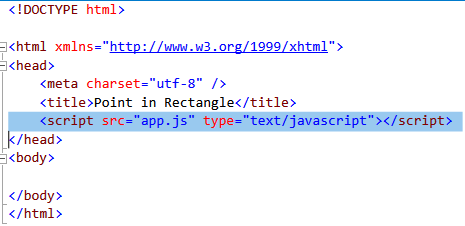 <!DOCTYPE html>
<html xmlns="http://www.w3.org/1999/xhtml">
<head>
    <meta charset="utf-8" />
    <title>Point in Rectangle</title>
    <script src="app.js" type="text/javascript"></script>
</head>
<body>
</body>
</html>